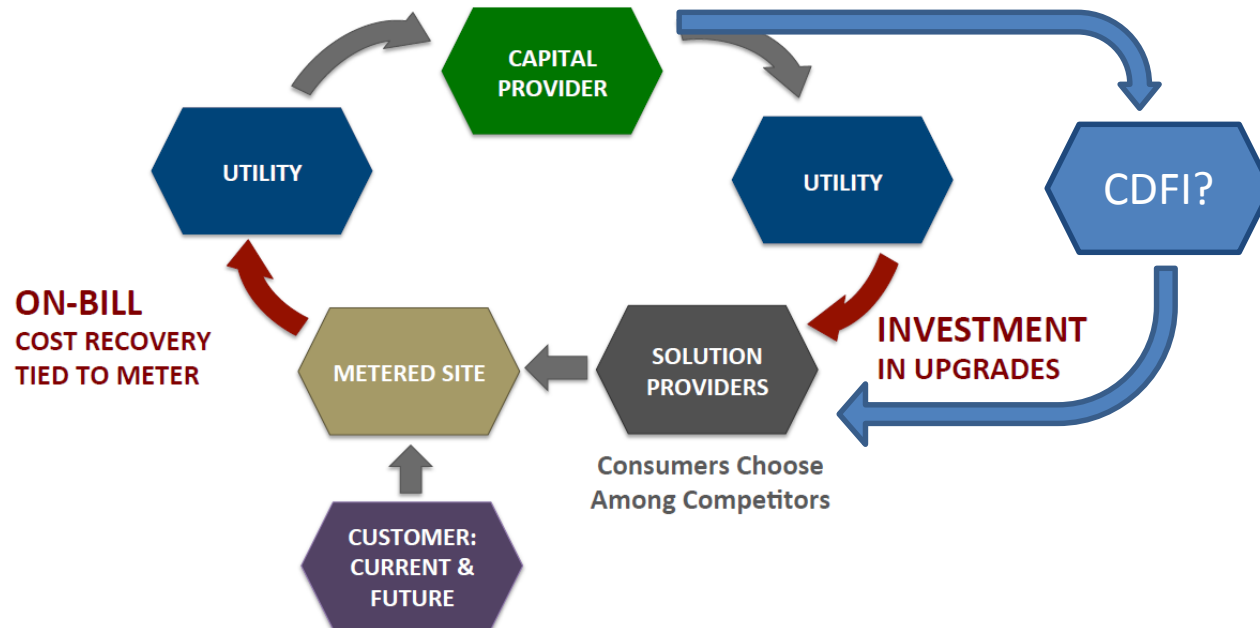 CAPITAL
PROVIDER
UTILITY
UTILITY
CDFI?
ON-BILL
COST RECOVERY
TIED TO METER
METERED SITE
SOLUTION
PROVIDERS
INVESTMENT
IN UPGRADES
Consumers Choose
Among Competitors
CUSTOMER:
CURRENT &
FUTURE